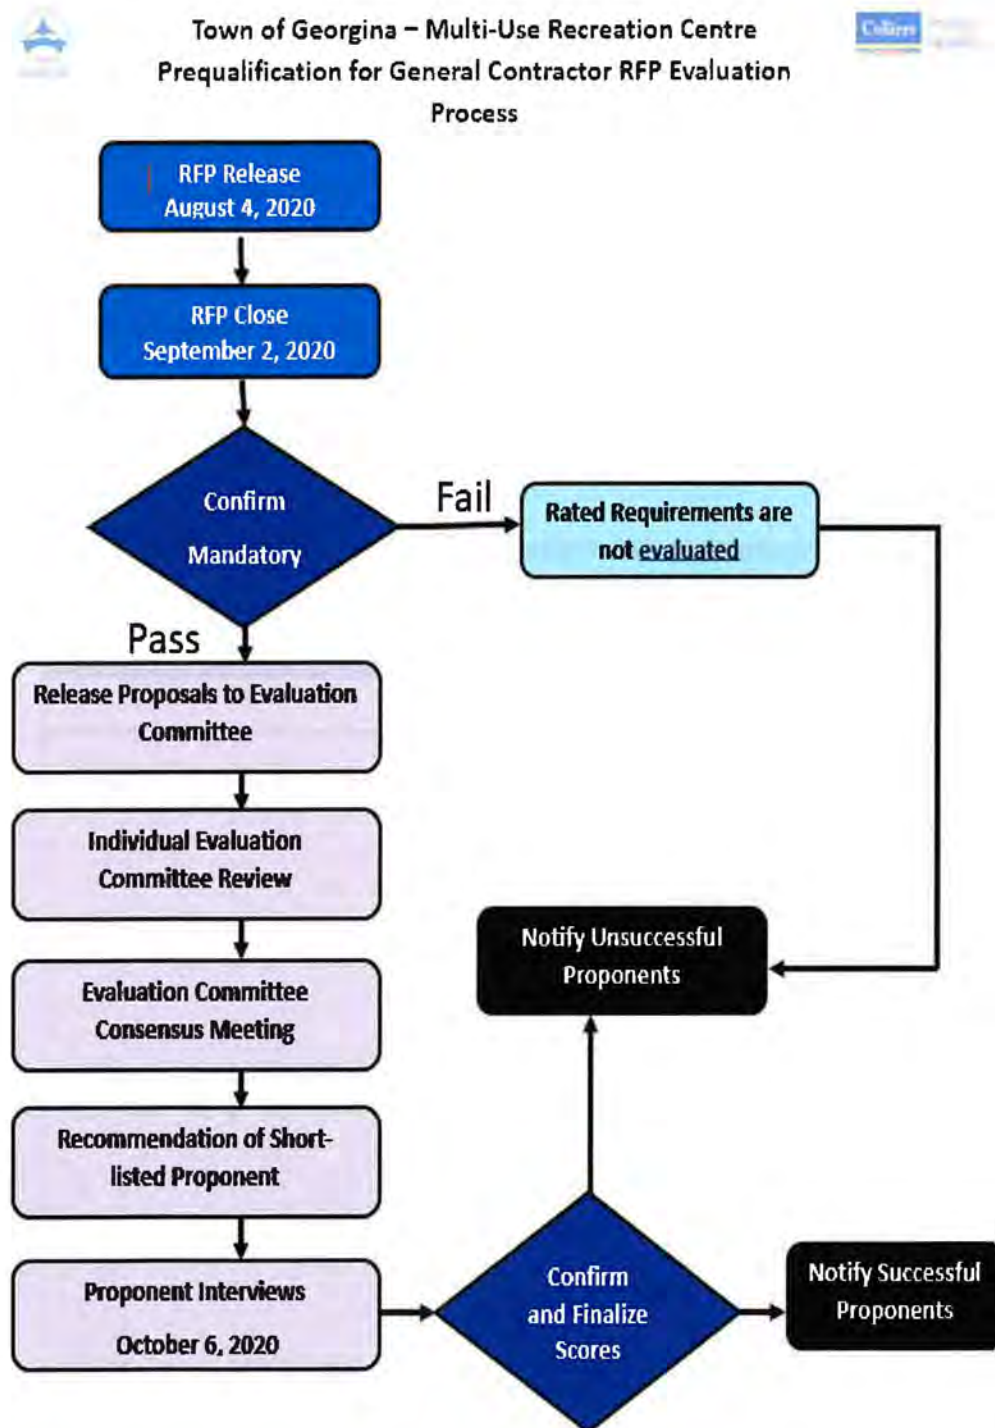 Town of Georgina – Multi-Use Recreation Centre
Prequalification for General Contractor RFP Evaluation
Process
Colliers
RFP Release
August 4, 2020
RFP Close
September 2, 2020
Confirm
Mandatory
Fail
Rated Requirements are
not evaluated
Pass
Release Proposals to Evaluation
Committee
Individual Evaluation
Committee Review
Evaluation Committee
Consensus Meeting
Notify Unsuccessful
Proponents
Recommendation of Short-
listed Proponent
Proponent Interviews
October 6, 2020
Confirm
and Finalize
Scores
Notify Successful
Proponents